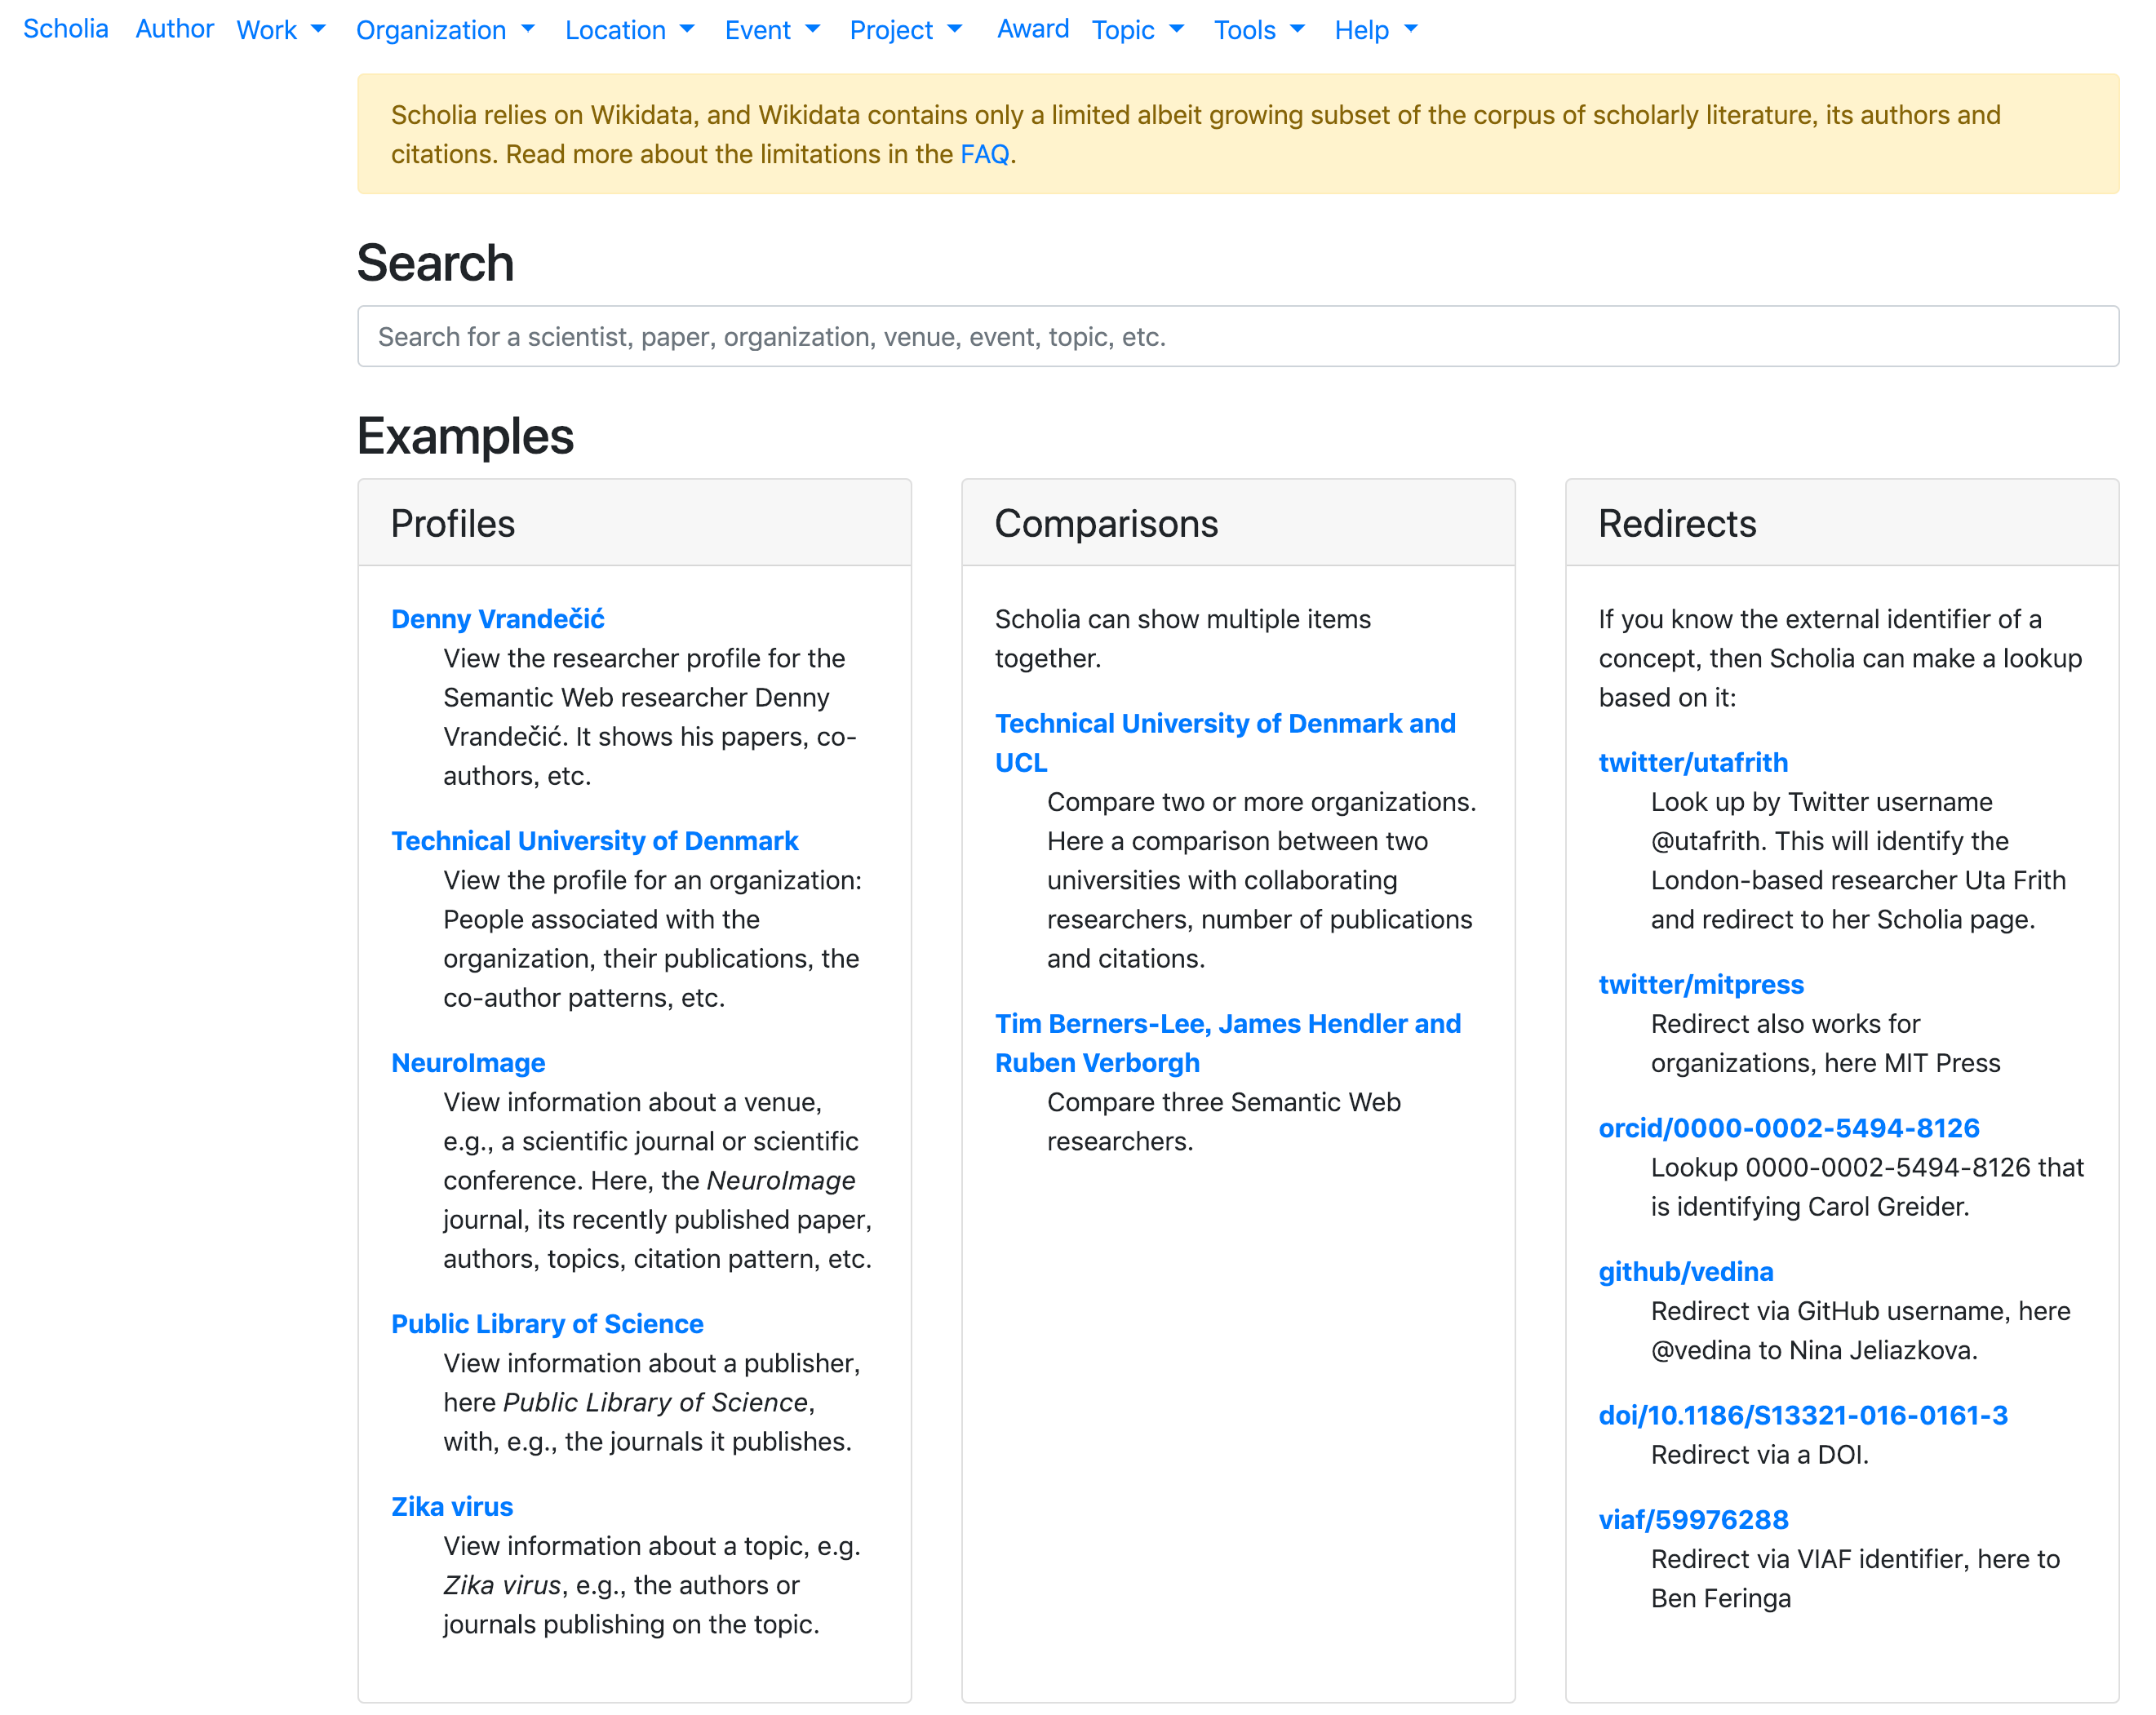 Scholia Author Work Organization Location Event Project Award Topic Tools Help
Scholia relies on Wikidata, and Wikidata contains only a limited albeit growing subset of the corpus of scholarly literature, its authors and
citations. Read more about the limitations in the FAQ.
Search
Search for a scientist, paper, organization, venue, event, topic, etc.
Examples
Profiles
Denny Vrandečić
View the researcher profile for the
Semantic Web researcher Denny
Vrandečić. It shows his papers, co-
authors, etc.
Technical University of Denmark
View the profile for an organization:
People associated with the
organization, their publications, the
co-author patterns, etc.
NeuroImage
View information about a venue,
e.g., a scientific journal or scientific
conference. Here, the NeuroImage
journal, its recently published paper,
authors, topics, citation pattern, etc.
Public Library of Science
View information about a publisher,
here Public Library of Science,
with, e.g., the journals it publishes.
Zika virus
View information about a topic, e.g.
Zika virus, e.g., the authors or
journals publishing on the topic.
Comparisons
Scholia can show multiple items
together.
Technical University of Denmark and
UCL
Compare two or more organizations.
Here a comparison between two
universities with collaborating
researchers, number of publications
and citations.
Tim Berners-Lee, James Hendler and
Ruben Verborgh
Compare three Semantic Web
researchers.
Redirects
If you know the external identifier of a
concept, then Scholia can make a lookup
based on it:
twitter/utafrith
Look up by Twitter username
@utafrith. This will identify the
London-based researcher Uta Frith
and redirect to her Scholia page.
twitter/mitpress
Redirect also works for
organizations, here MIT Press
orcid/0000-0002-5494-8126
Lookup 0000-0002-5494-8126 that
is identifying Carol Greider.
github/vedina
Redirect via GitHub username, here
@vedina to Nina Jeliazkova.
doi/10.1186/S13321-016-0161-3
Redirect via a DOI.
viaf/59976288
Redirect via VIAF identifier, here to
Ben Feringa